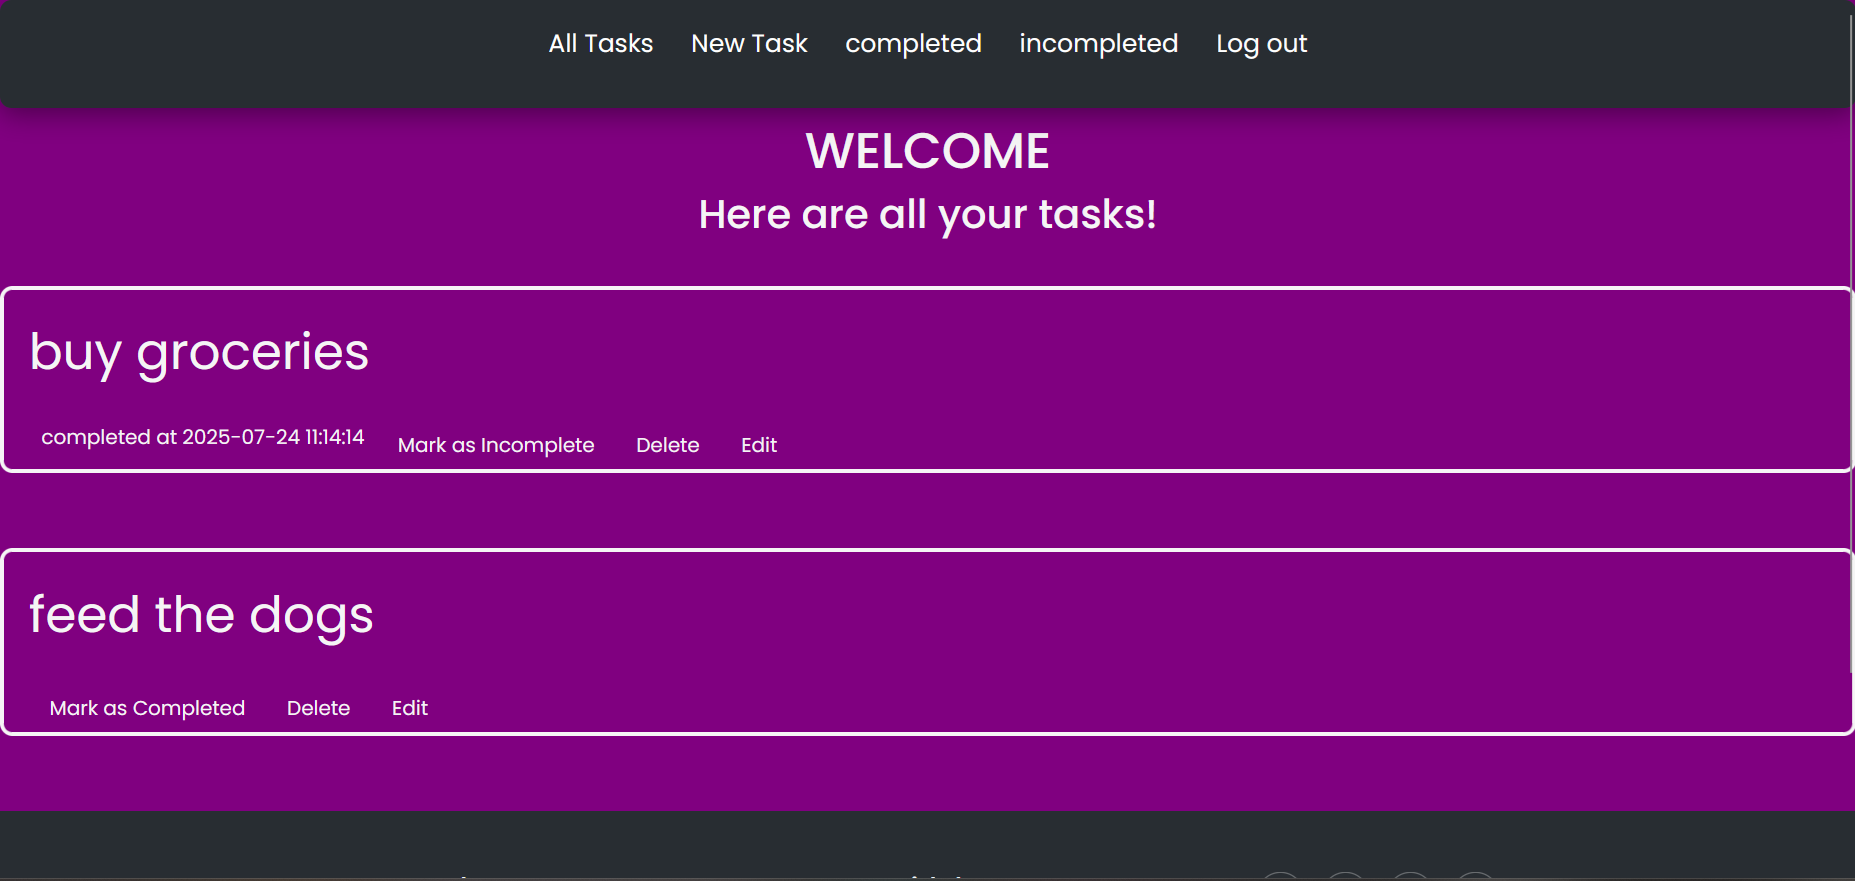 All Tasks New Task completed incompleted Log out
WELCOME
Here are all your tasks!
buy groceries
completed at 2025-07-24 11:14:14 Mark as Incomplete Delete Edit
feed the dogs
Mark as Completed Delete Edit